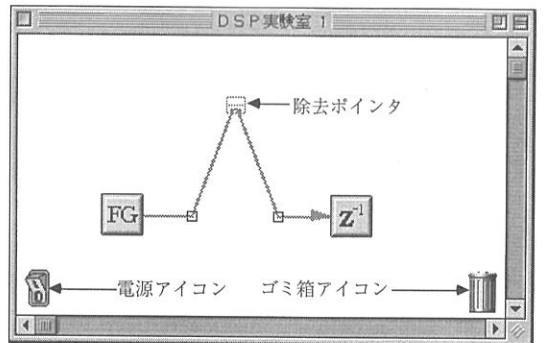 DSP実験室 1
除去ポインタ
FG
Z⁻¹
電源アイコン
ゴミ箱アイコン